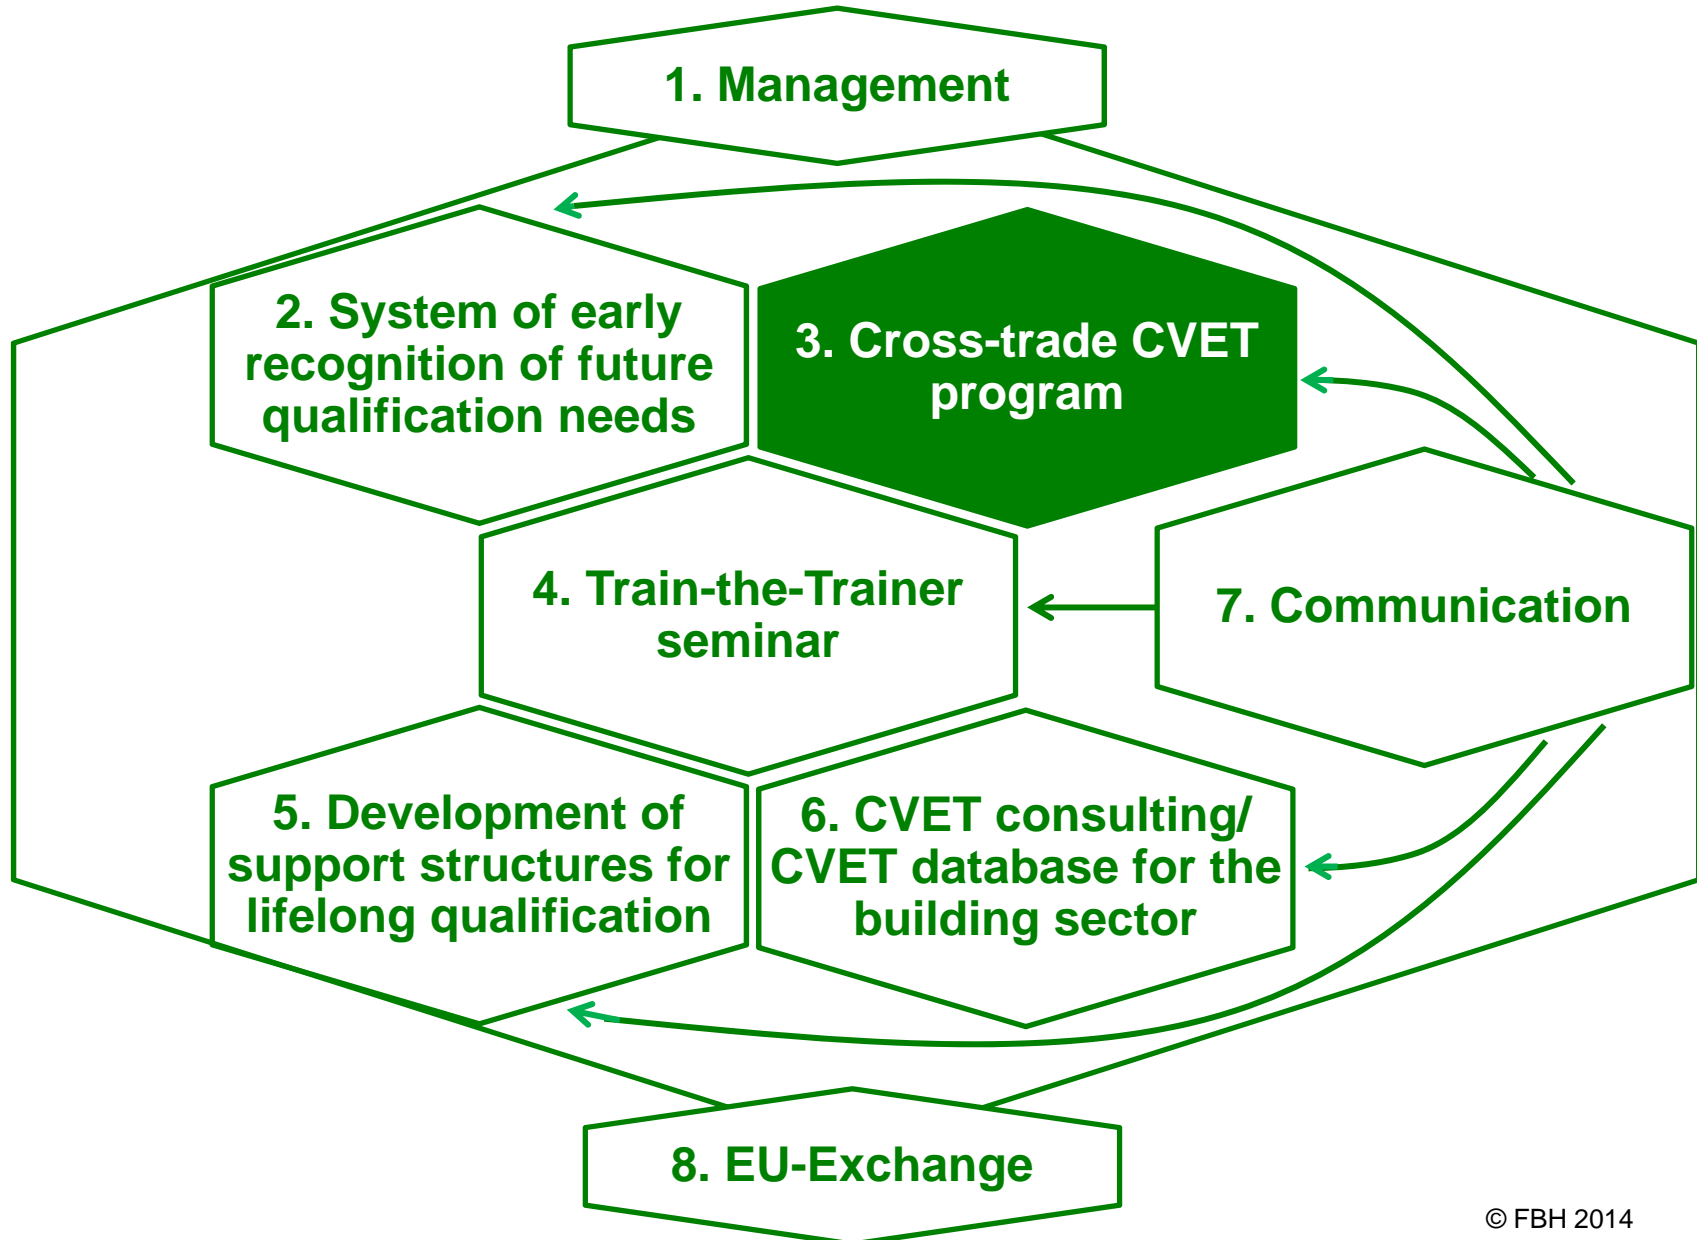 1. Management
2. System of early
recognition of future
qualification needs
3. Cross-trade CVET
program
4. Train-the-Trainer
seminar
7. Communication
5. Development of
support structures for
lifelong qualification
6. CVET consulting/
CVET database for the
building sector
8. EU-Exchange
© FBH 2014